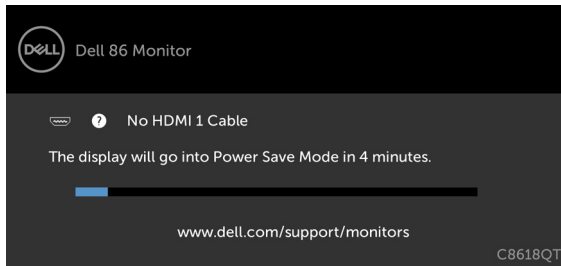 DELL
Dell 86 Monitor
? No HDMI 1 Cable
The display will go into Power Save Mode in 4 minutes.
www.dell.com/support/monitors
C8618QT